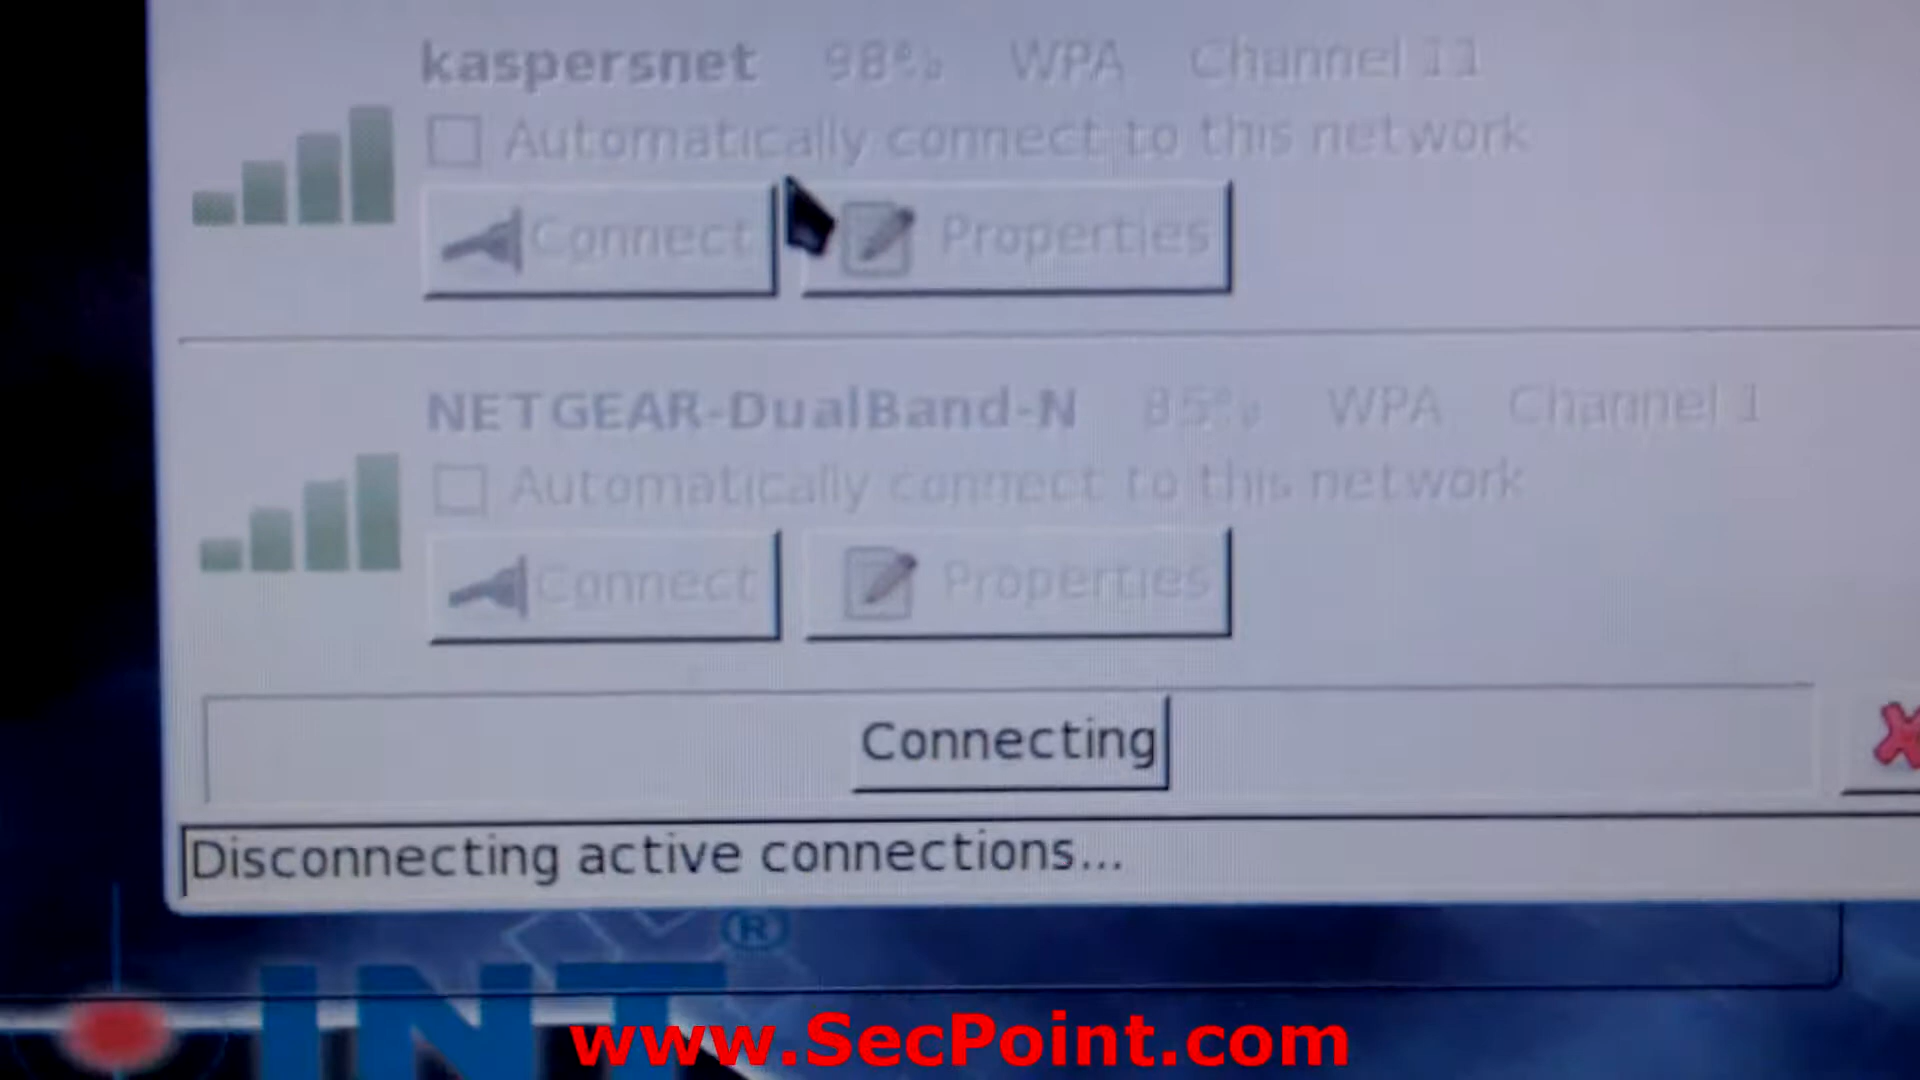 kaspersnet 98% WPA Channel 11
Automatically connect to this network
Connect Properties
NETGEAR-DualBand-N 85% WPA Channel 1
Automatically connect to this network
Connect Properties
Connecting
Disconnecting active connections...
®
INT
www.SecPoint.com